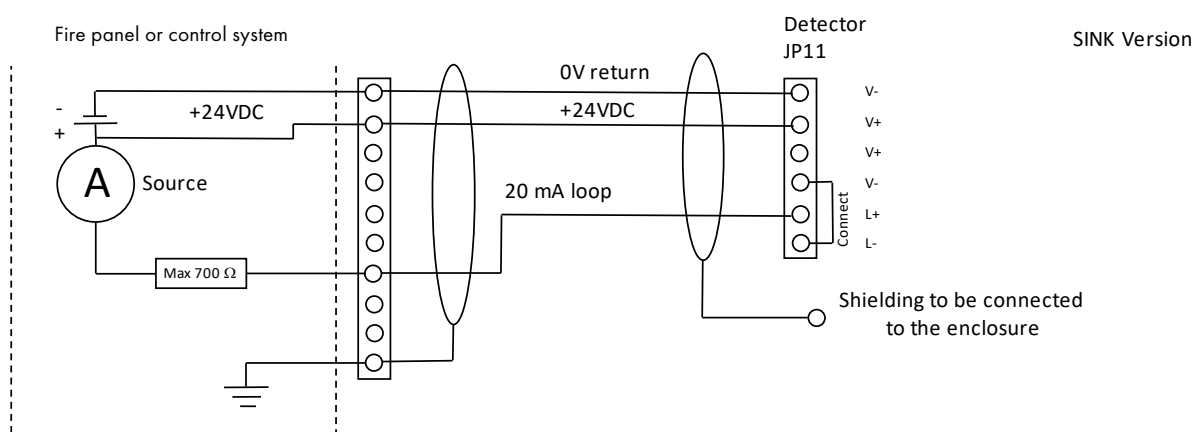 Fire panel or control system
Detector
JP11
SINK Version
0V return
V-
-
+24VDC
+24VDC
V+
+
V+
A
Source
V-
20 mA loop
L+
Connect
L-
Max 700 Ω
Shielding to be connected
to the enclosure